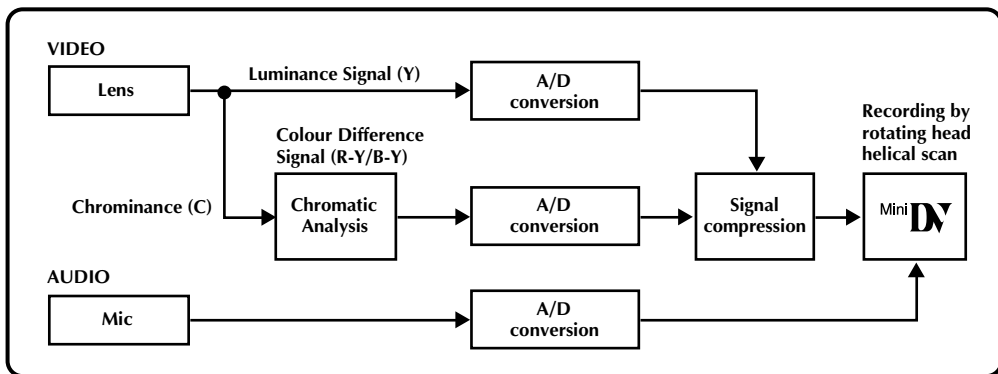 VIDEO
Lens
Luminance Signal (Y)
A/D
conversion
Recording by
rotating head
helical scan
Colour Difference
Signal (R-Y/B-Y)
Chrominance (C)
Chromatic
Analysis
A/D
conversion
Signal
compression
Mini DV
AUDIO
Mic
A/D
conversion